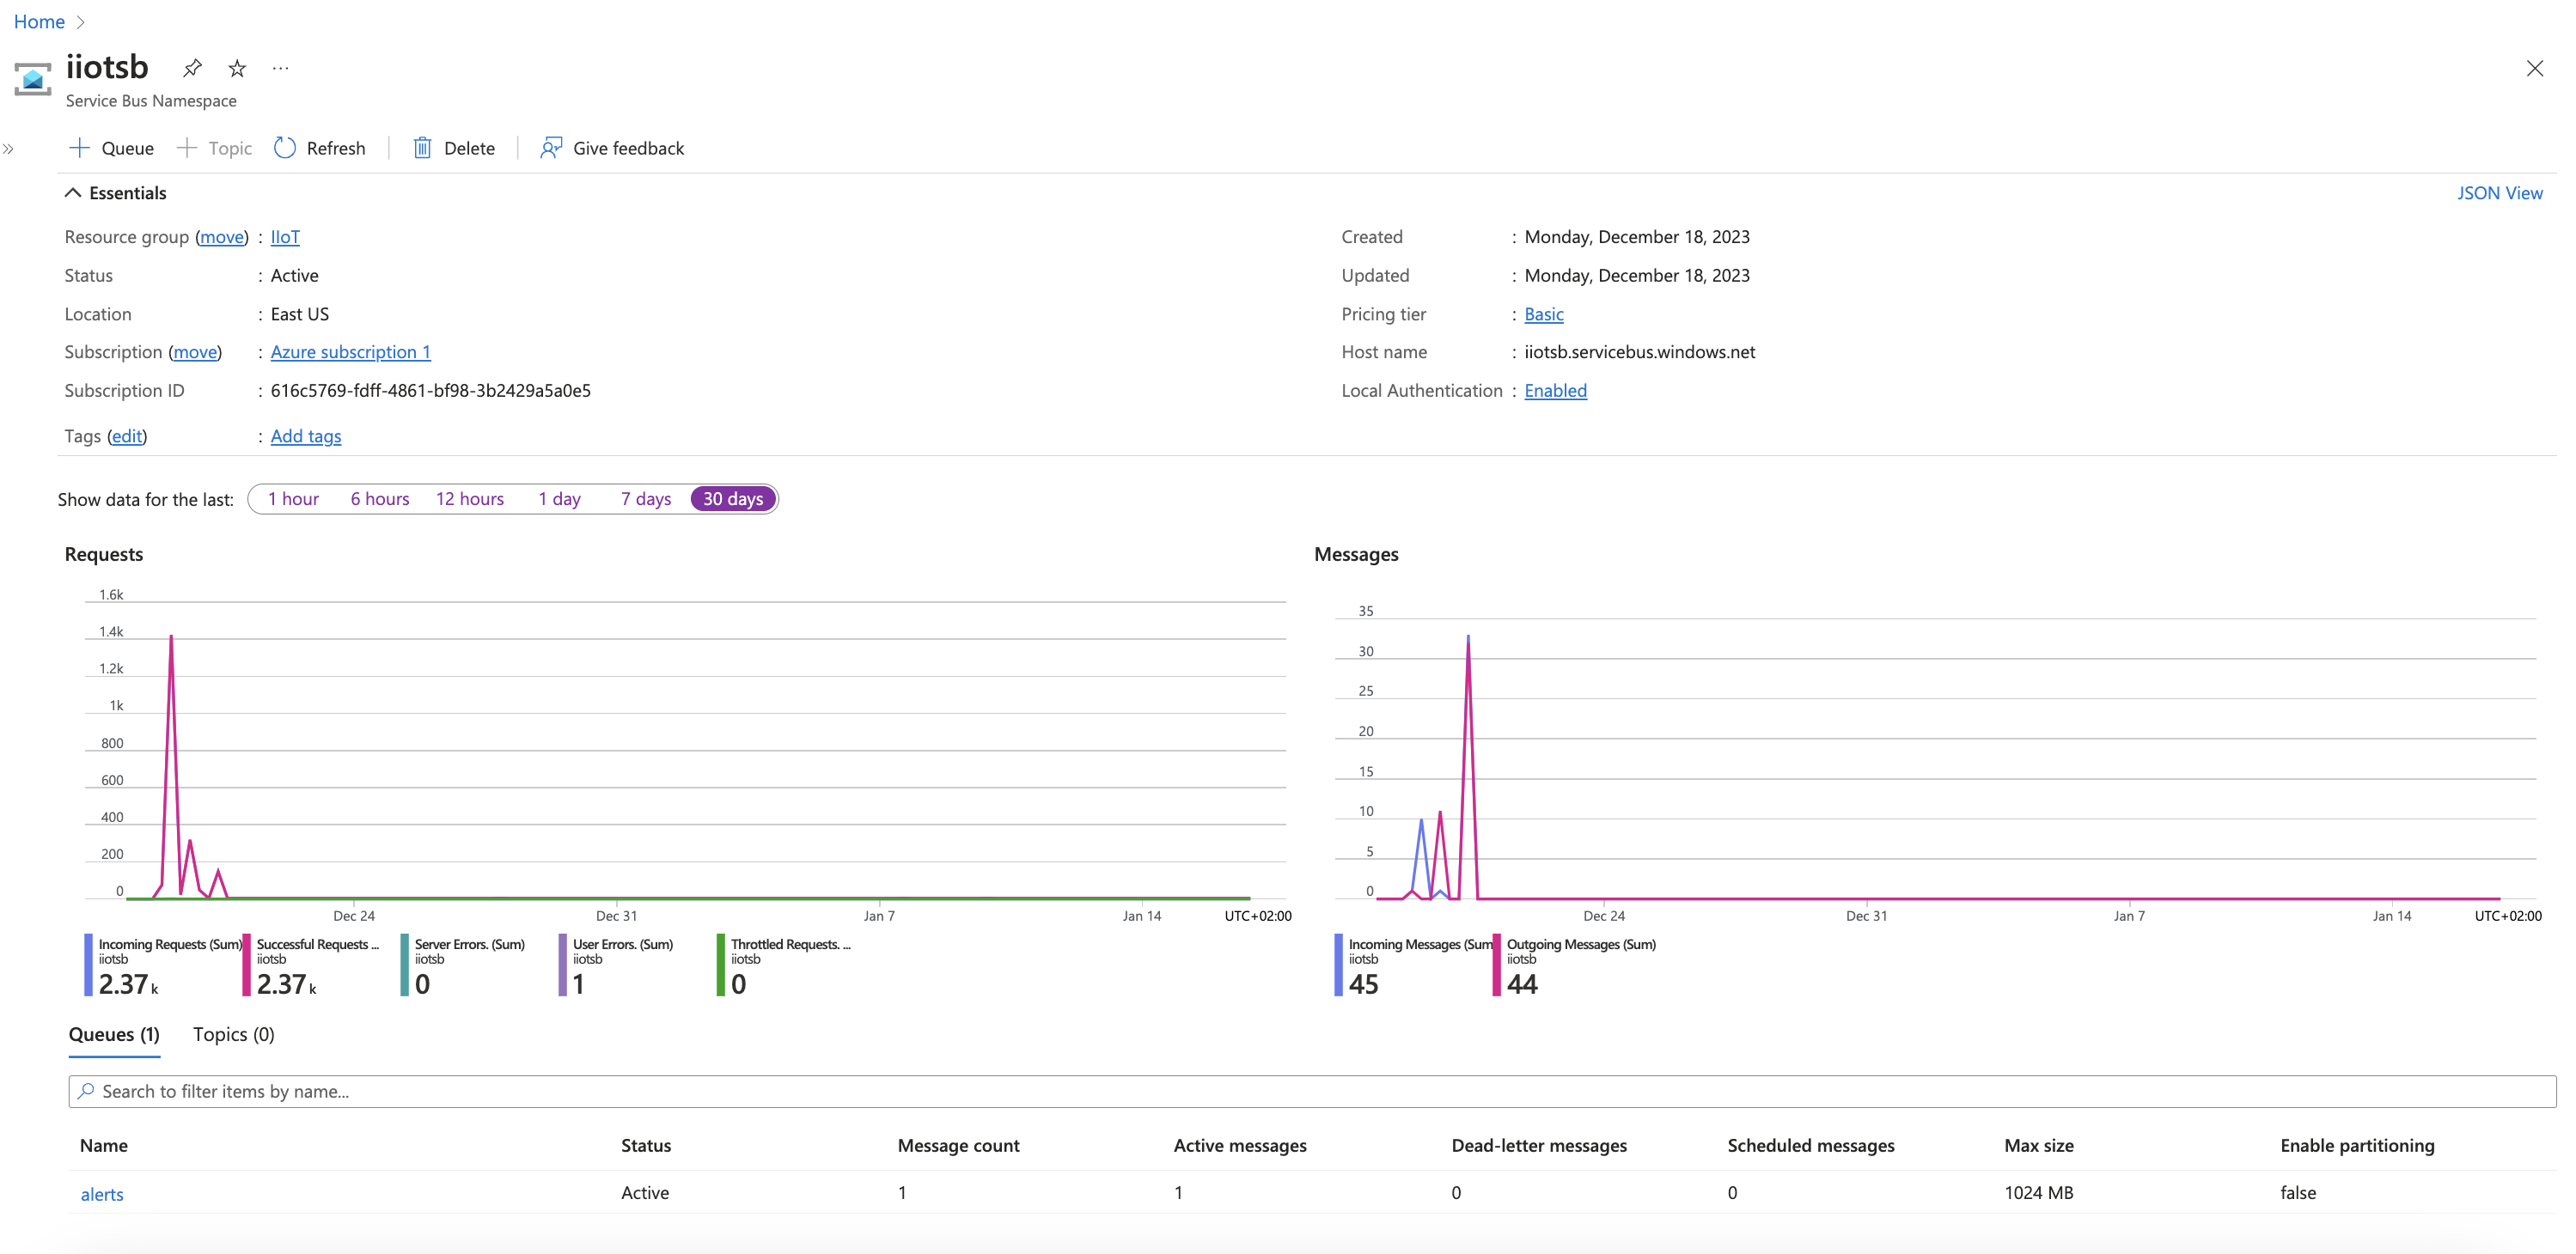 Home
iiotsb
Service Bus Namespace
Queue Topic Refresh Delete Give feedback
Essentials JSON View
Resource group (move) : IIoT
Status : Active
Location : East US
Subscription (move) : Azure subscription 1
Subscription ID : 616c5769-fdff-4861-bf98-3b2429a5a0e5
Tags (edit) : Add tags
Created : Monday, December 18, 2023
Updated : Monday, December 18, 2023
Pricing tier : Basic
Host name : iiotsb.servicebus.windows.net
Local Authentication : Enabled
Show data for the last: 1 hour 6 hours 12 hours 1 day 7 days 30 days
Requests
1.6k
1.4k
1.2k
1k
800
600
400
200
0
Dec 24 Dec 31 Jan 7 Jan 14 UTC+02:00
Incoming Requests (Sum) Successful Requests ... Server Errors. (Sum) User Errors. (Sum) Throttled Requests. ...
iiotsb iiotsb iiotsb iiotsb iiotsb
2.37 k 2.37 k 0 1 0
Messages
35
30
25
20
15
10
5
0
Dec 24 Dec 31 Jan 7 Jan 14 UTC+02:00
Incoming Messages (Sum Outgoing Messages (Sum)
iiotsb iiotsb
45 44
Queues (1) Topics (0)
Search to filter items by name...
Name Status Message count Active messages Dead-letter messages Scheduled messages Max size Enable partitioning
alerts Active 1 1 0 0 1024 MB false